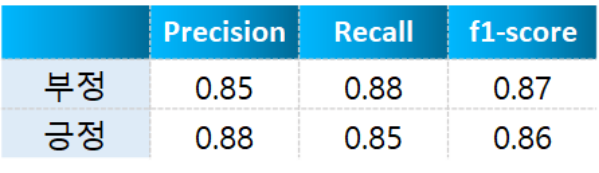 Precision Recall f1-score
부정 0.85 0.88 0.87
긍정 0.88 0.85 0.86